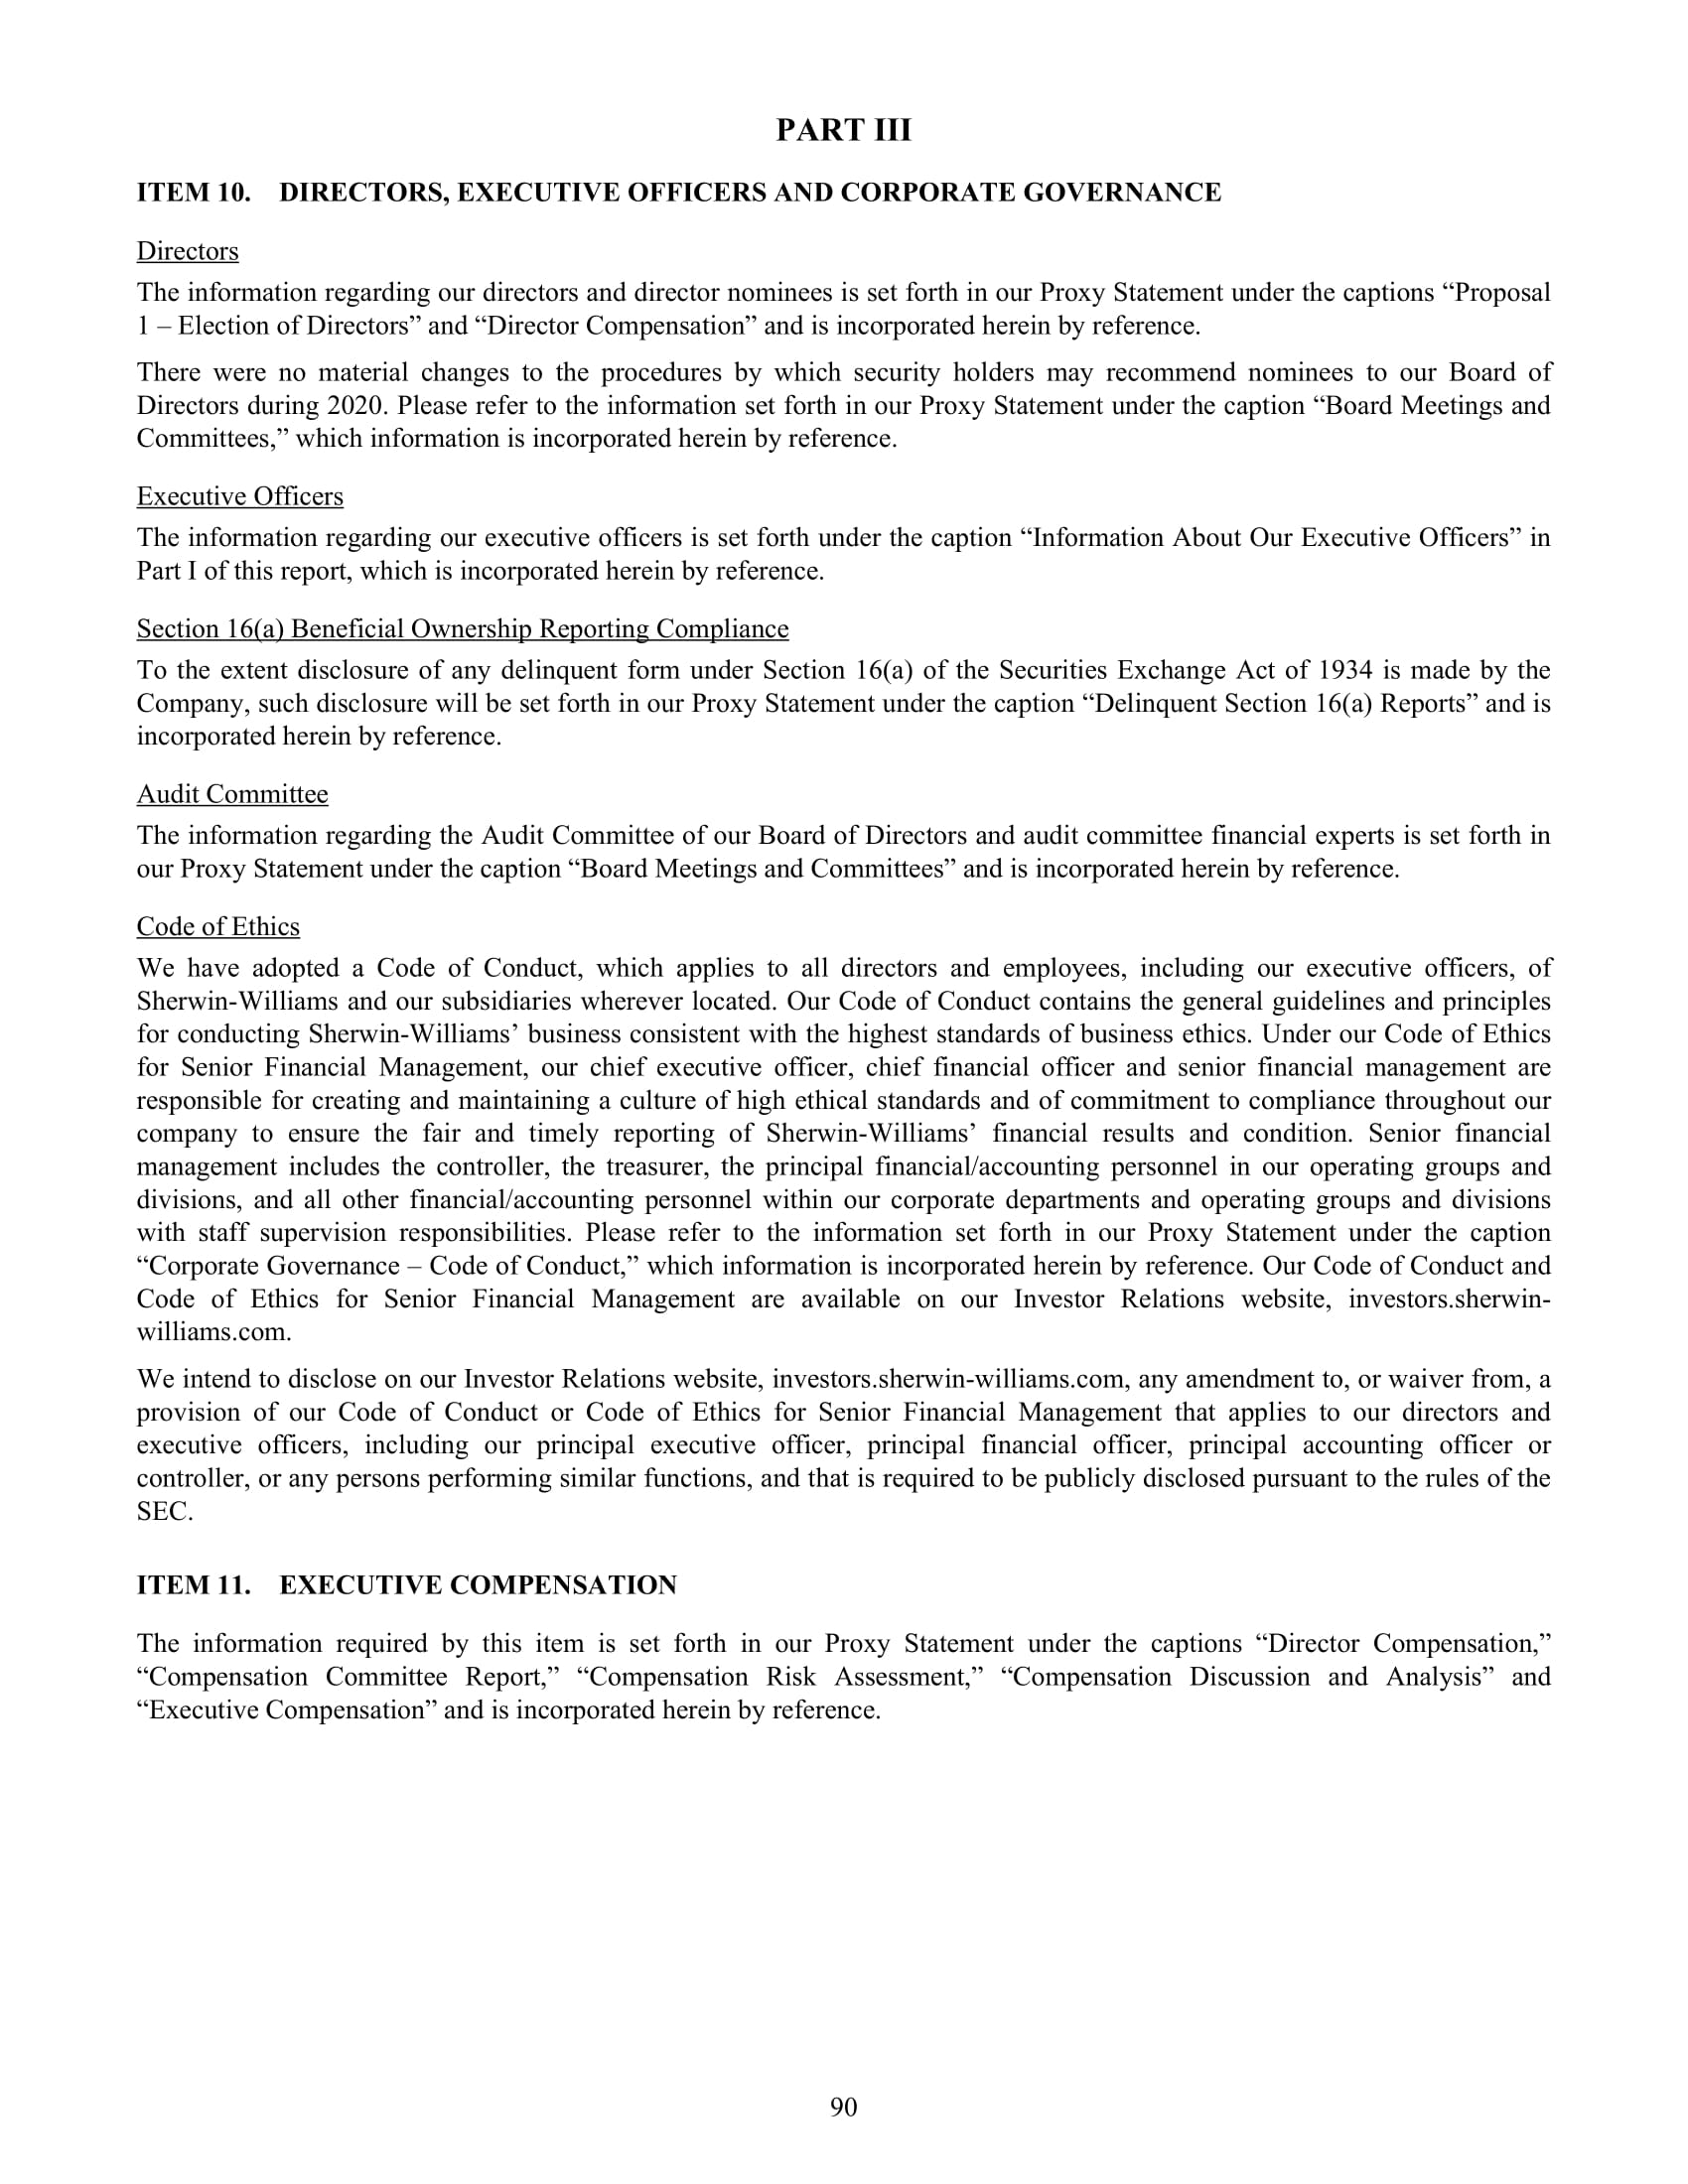 PART III
ITEM 10. DIRECTORS, EXECUTIVE OFFICERS AND CORPORATE GOVERNANCE
Directors
The information regarding our directors and director nominees is set forth in our Proxy Statement under the captions “Proposal
1 – Election of Directors” and “Director Compensation” and is incorporated herein by reference.
There were no material changes to the procedures by which security holders may recommend nominees to our Board of
Directors during 2020. Please refer to the information set forth in our Proxy Statement under the caption “Board Meetings and
Committees,” which information is incorporated herein by reference.
Executive Officers
The information regarding our executive officers is set forth under the caption “Information About Our Executive Officers” in
Part I of this report, which is incorporated herein by reference.
Section 16(a) Beneficial Ownership Reporting Compliance
To the extent disclosure of any delinquent form under Section 16(a) of the Securities Exchange Act of 1934 is made by the
Company, such disclosure will be set forth in our Proxy Statement under the caption “Delinquent Section 16(a) Reports” and is
incorporated herein by reference.
Audit Committee
The information regarding the Audit Committee of our Board of Directors and audit committee financial experts is set forth in
our Proxy Statement under the caption “Board Meetings and Committees” and is incorporated herein by reference.
Code of Ethics
We have adopted a Code of Conduct, which applies to all directors and employees, including our executive officers, of
Sherwin-Williams and our subsidiaries wherever located. Our Code of Conduct contains the general guidelines and principles
for conducting Sherwin-Williams’ business consistent with the highest standards of business ethics. Under our Code of Ethics
for Senior Financial Management, our chief executive officer, chief financial officer and senior financial management are
responsible for creating and maintaining a culture of high ethical standards and of commitment to compliance throughout our
company to ensure the fair and timely reporting of Sherwin-Williams’ financial results and condition. Senior financial
management includes the controller, the treasurer, the principal financial/accounting personnel in our operating groups and
divisions, and all other financial/accounting personnel within our corporate departments and operating groups and divisions
with staff supervision responsibilities. Please refer to the information set forth in our Proxy Statement under the caption
“Corporate Governance – Code of Conduct,” which information is incorporated herein by reference. Our Code of Conduct and
Code of Ethics for Senior Financial Management are available on our Investor Relations website, investors.sherwin-
williams.com.
We intend to disclose on our Investor Relations website, investors.sherwin-williams.com, any amendment to, or waiver from, a
provision of our Code of Conduct or Code of Ethics for Senior Financial Management that applies to our directors and
executive officers, including our principal executive officer, principal financial officer, principal accounting officer or
controller, or any persons performing similar functions, and that is required to be publicly disclosed pursuant to the rules of the
SEC.
ITEM 11. EXECUTIVE COMPENSATION
The information required by this item is set forth in our Proxy Statement under the captions “Director Compensation,”
“Compensation Committee Report,” “Compensation Risk Assessment,” “Compensation Discussion and Analysis” and
“Executive Compensation” and is incorporated herein by reference.
90